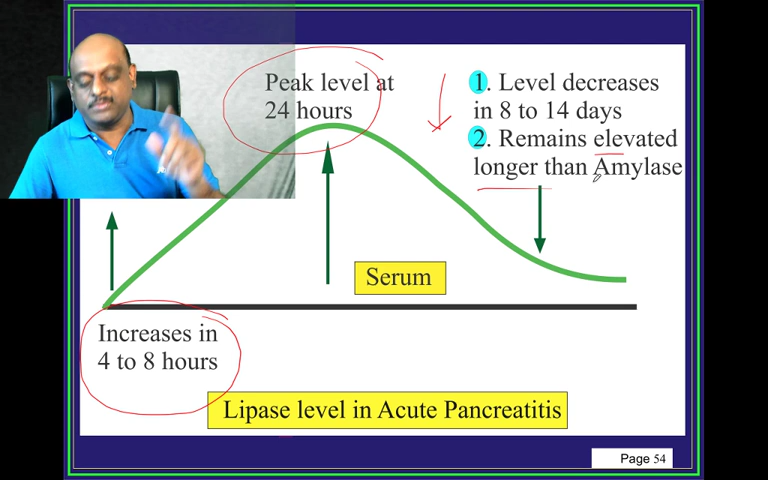 Peak level at
24 hours
1. Level decreases
in 8 to 14 days
2. Remains elevated
longer than Amylase
Serum
Increases in
4 to 8 hours
Lipase level in Acute Pancreatitis
Page 54